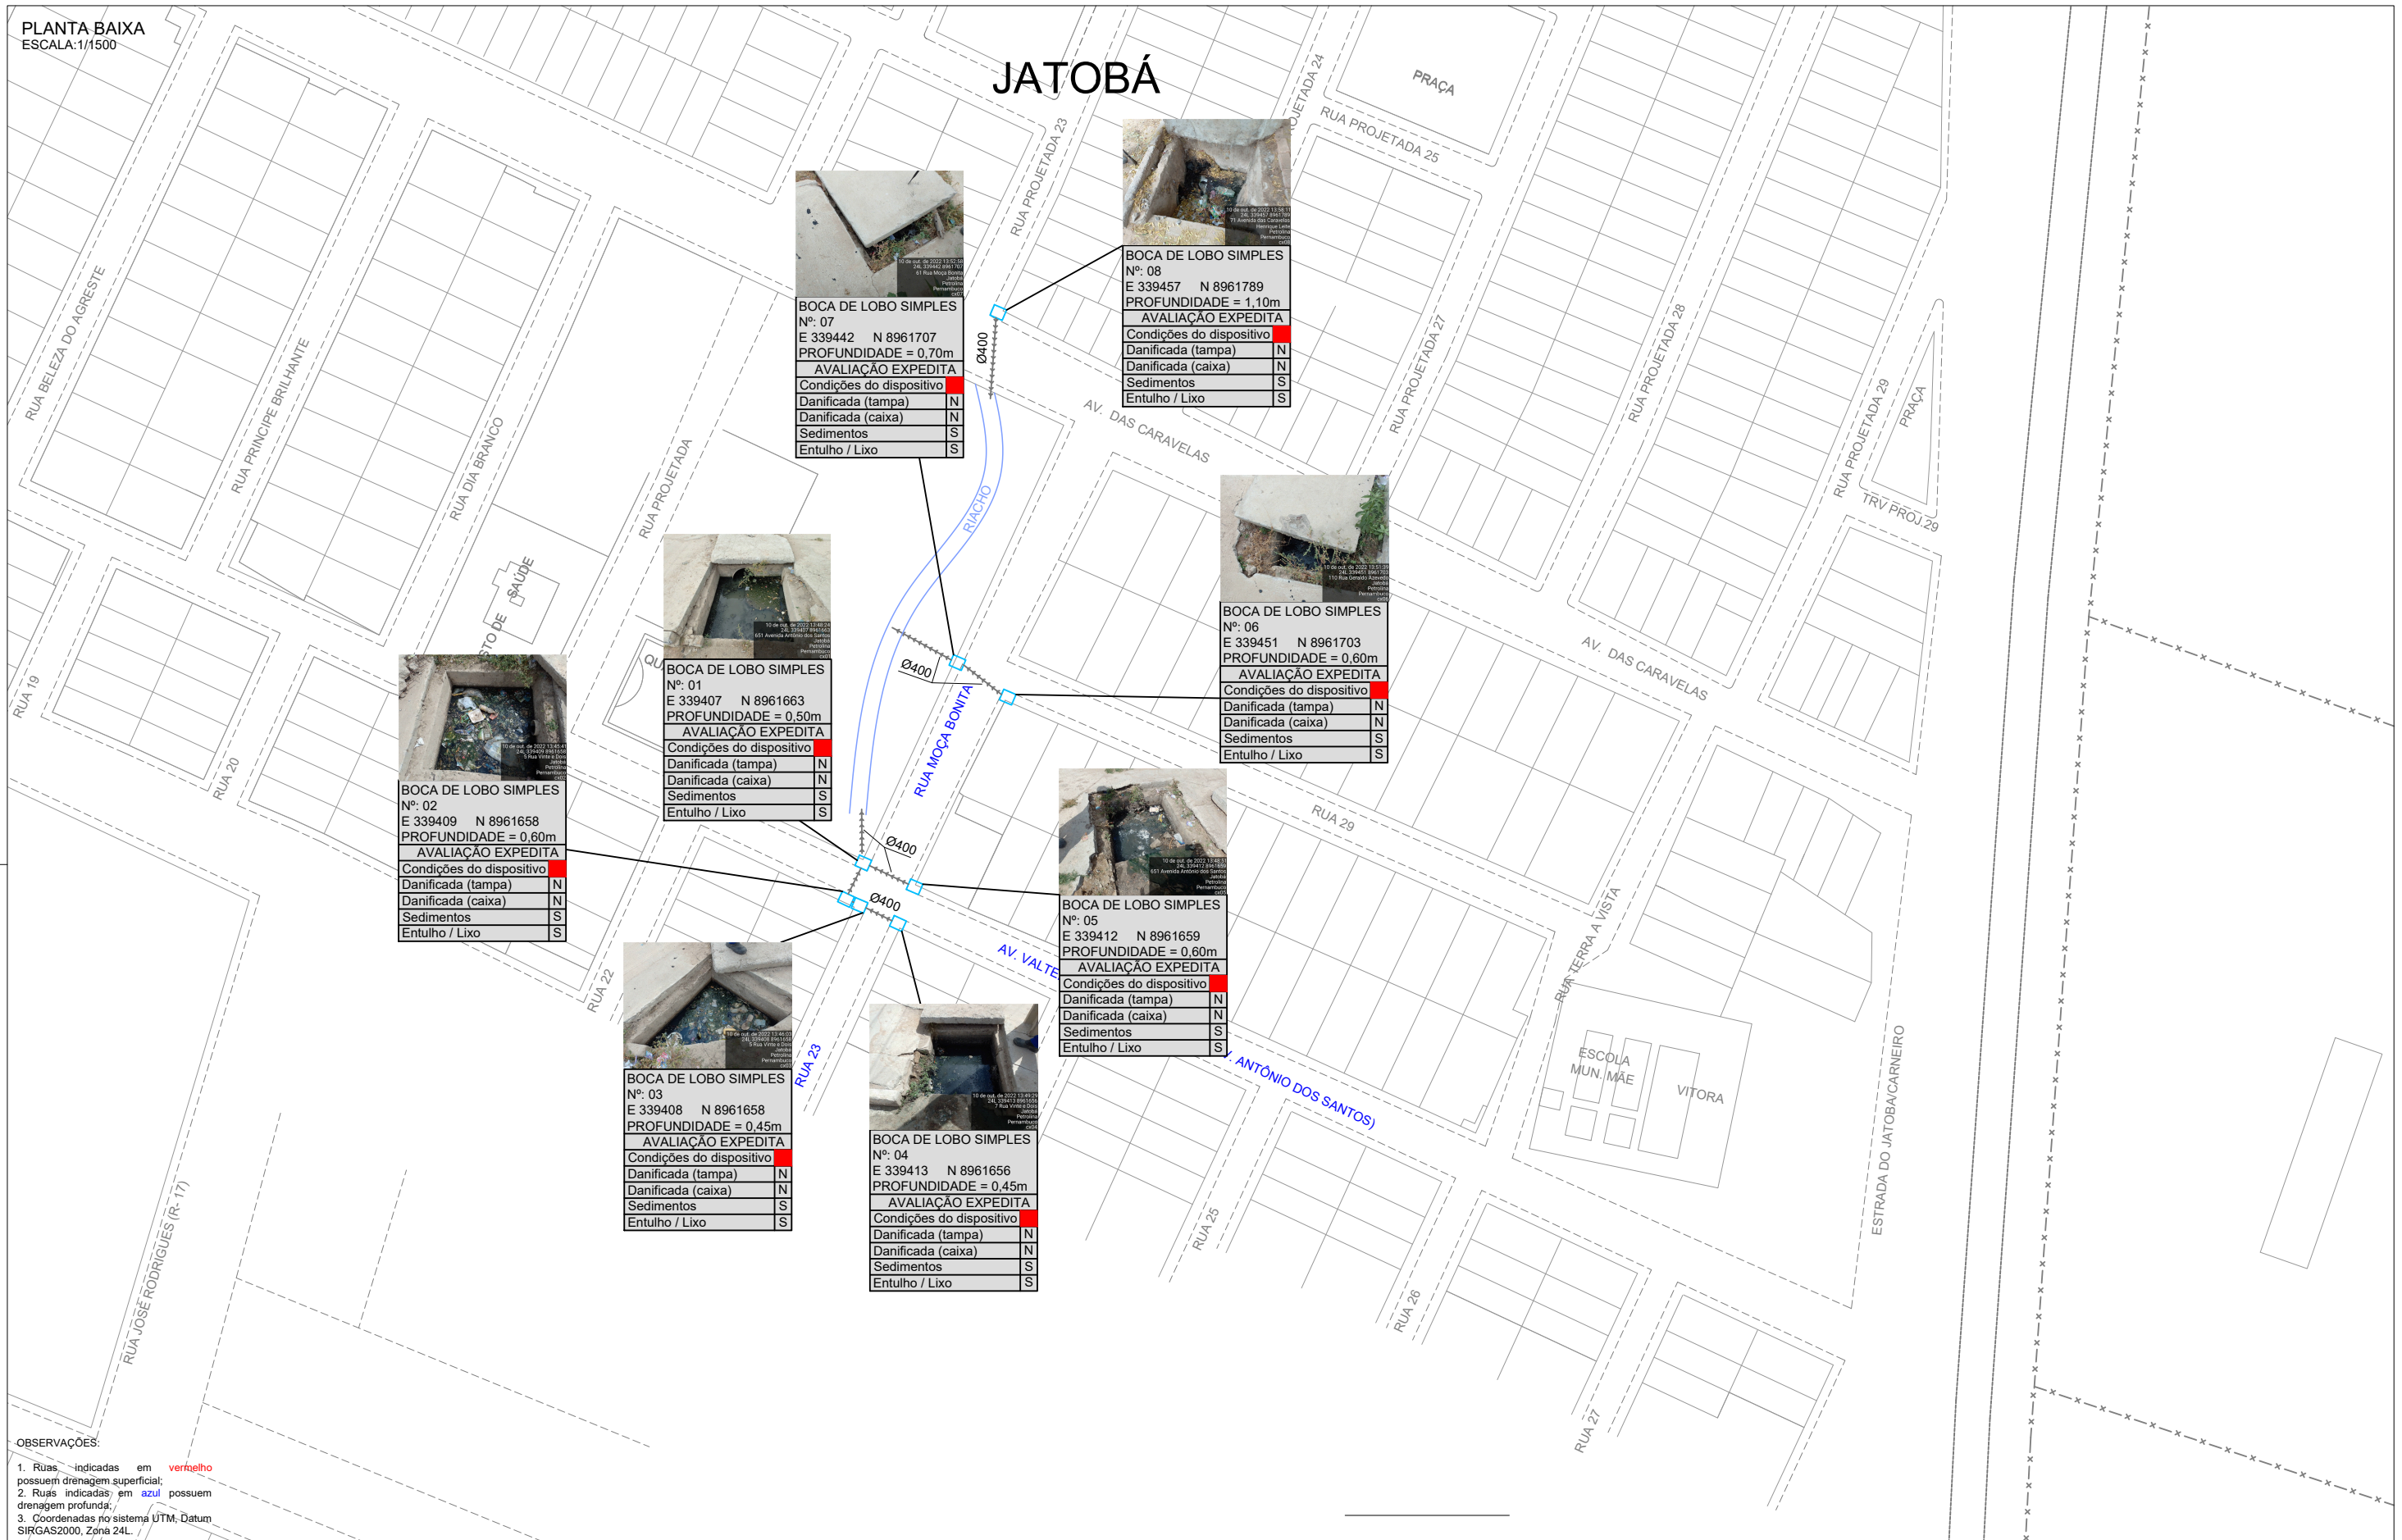 PLANTA BAIXA
ESCALA:1/1500
JATOBÁ
PRAÇA
RUA PROJETADA 23
PROJETADA 24
RUA PROJETADA 25
RUA PROJETADA 27
RUA PROJETADA 28
RUA PROJETADA 29
PRAÇA
TRV PROJ.29
RUA BELEZA DO AGRESTE
RUA PRINCIPE BRILHANTE
RUA DIA BRANCO
RUA PROJETADA
SAÚDE
STO DE
QU
RIACHO
AV. DAS CARAVELAS
AV. DAS CARAVELAS
RUA 19
RUA 20
RUA 22
RUA 23
RUA MOÇA BONITA
RUA 29
RUA TERRA A VISTA
AV. VALTE
. ANTÔNIO DOS SANTOS)
ESCOLA
MUN. MÃE
VITORA
ESTRADA DO JATOBA/CARNEIRO
RUA JOSÉ RODRIGUES (R-17)
RUA 25
RUA 26
RUA 27
Ø400
Ø400
Ø400
Ø400
BOCA DE LOBO SIMPLES
Nº: 08
E 339457 N 8961789
PROFUNDIDADE = 1,10m
AVALIAÇÃO EXPEDITA
Condições do dispositivo
Danificada (tampa) N
Danificada (caixa) N
Sedimentos S
Entulho / Lixo S
BOCA DE LOBO SIMPLES
Nº: 07
E 339442 N 8961707
PROFUNDIDADE = 0,70m
AVALIAÇÃO EXPEDITA
Condições do dispositivo
Danificada (tampa) N
Danificada (caixa) N
Sedimentos S
Entulho / Lixo S
BOCA DE LOBO SIMPLES
Nº: 06
E 339451 N 8961703
PROFUNDIDADE = 0,60m
AVALIAÇÃO EXPEDITA
Condições do dispositivo
Danificada (tampa) N
Danificada (caixa) N
Sedimentos S
Entulho / Lixo S
BOCA DE LOBO SIMPLES
Nº: 01
E 339407 N 8961663
PROFUNDIDADE = 0,50m
AVALIAÇÃO EXPEDITA
Condições do dispositivo
Danificada (tampa) N
Danificada (caixa) N
Sedimentos S
Entulho / Lixo S
BOCA DE LOBO SIMPLES
Nº: 02
E 339409 N 8961658
PROFUNDIDADE = 0,60m
AVALIAÇÃO EXPEDITA
Condições do dispositivo
Danificada (tampa) N
Danificada (caixa) N
Sedimentos S
Entulho / Lixo S
BOCA DE LOBO SIMPLES
Nº: 05
E 339412 N 8961659
PROFUNDIDADE = 0,60m
AVALIAÇÃO EXPEDITA
Condições do dispositivo
Danificada (tampa) N
Danificada (caixa) N
Sedimentos S
Entulho / Lixo S
BOCA DE LOBO SIMPLES
Nº: 03
E 339408 N 8961658
PROFUNDIDADE = 0,45m
AVALIAÇÃO EXPEDITA
Condições do dispositivo
Danificada (tampa) N
Danificada (caixa) N
Sedimentos S
Entulho / Lixo S
BOCA DE LOBO SIMPLES
Nº: 04
E 339413 N 8961656
PROFUNDIDADE = 0,45m
AVALIAÇÃO EXPEDITA
Condições do dispositivo
Danificada (tampa) N
Danificada (caixa) N
Sedimentos S
Entulho / Lixo S
OBSERVAÇÕES:
1. Ruas indicadas em vermelho
possuem drenagem superficial;
2. Ruas indicadas em azul possuem
drenagem profunda;
3. Coordenadas no sistema UTM, Datum
SIRGAS2000, Zona 24L.